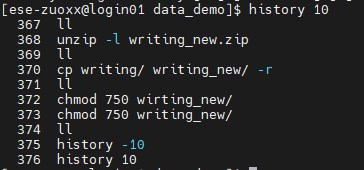 [ese-zuoxx@login01 data_demo]$ history 10
367 ll
368 unzip -l writing_new.zip
369 ll
370 cp writing/ writing_new/ -r
371 ll
372 chmod 750 wirting_new/
373 chmod 750 writing_new/
374 ll
375 history -10
376 history 10